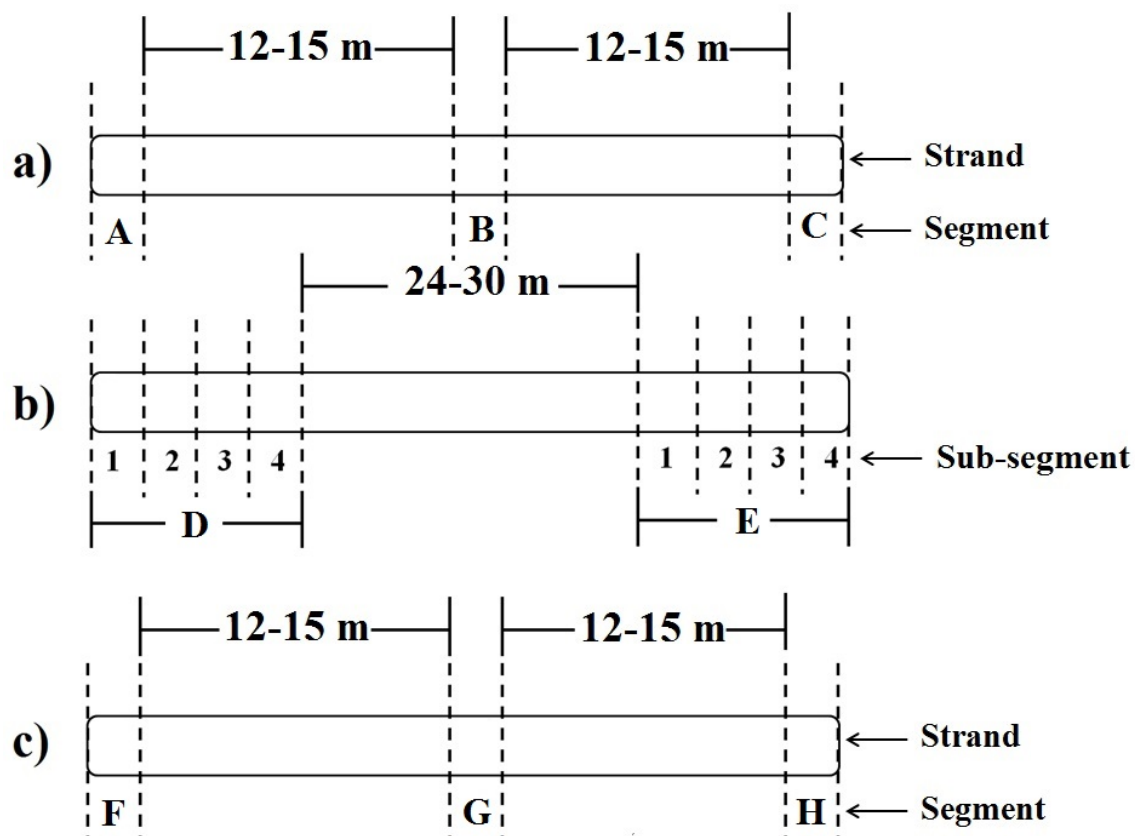 12-15 m 12-15 m
a) Strand
A B C Segment
24-30 m
b)
1 2 3 4 1 2 3 4 Sub-segment
D E
12-15 m 12-15 m
c) Strand
F G H Segment